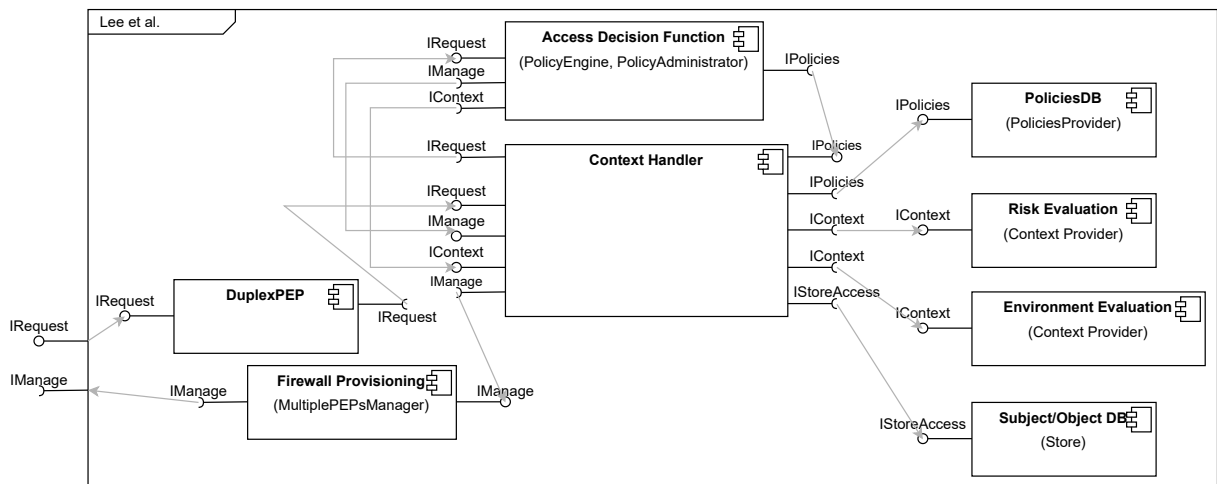 Lee et al.
IRequest
Access Decision Function
IPolicies
IManage
(PolicyEngine, PolicyAdministrator)
IContext
IPolicies
PoliciesDB
(PoliciesProvider)
IRequest
Context Handler
IPolicies
IRequest
IPolicies
IManage
IContext
IContext
Risk Evaluation
(Context Provider)
IContext
IContext
IManage
IStoreAccess
IRequest
DuplexPEP
IRequest
IContext
Environment Evaluation
(Context Provider)
IRequest
IManage
IManage
Firewall Provisioning
(MultiplePEPsManager)
IManage
IStoreAccess
Subject/Object DB
(Store)